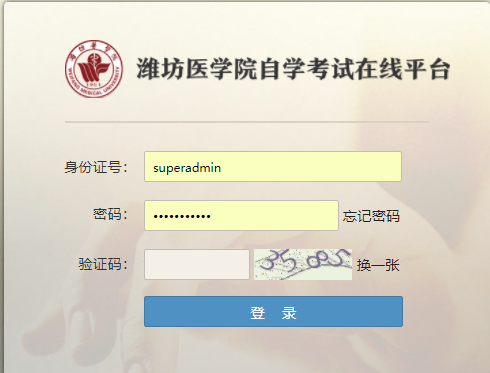 潍坊医学院自学考试在线平台
身份证号： superadmin
密码： ••••••••••• 忘记密码
验证码： 换一张
登 录